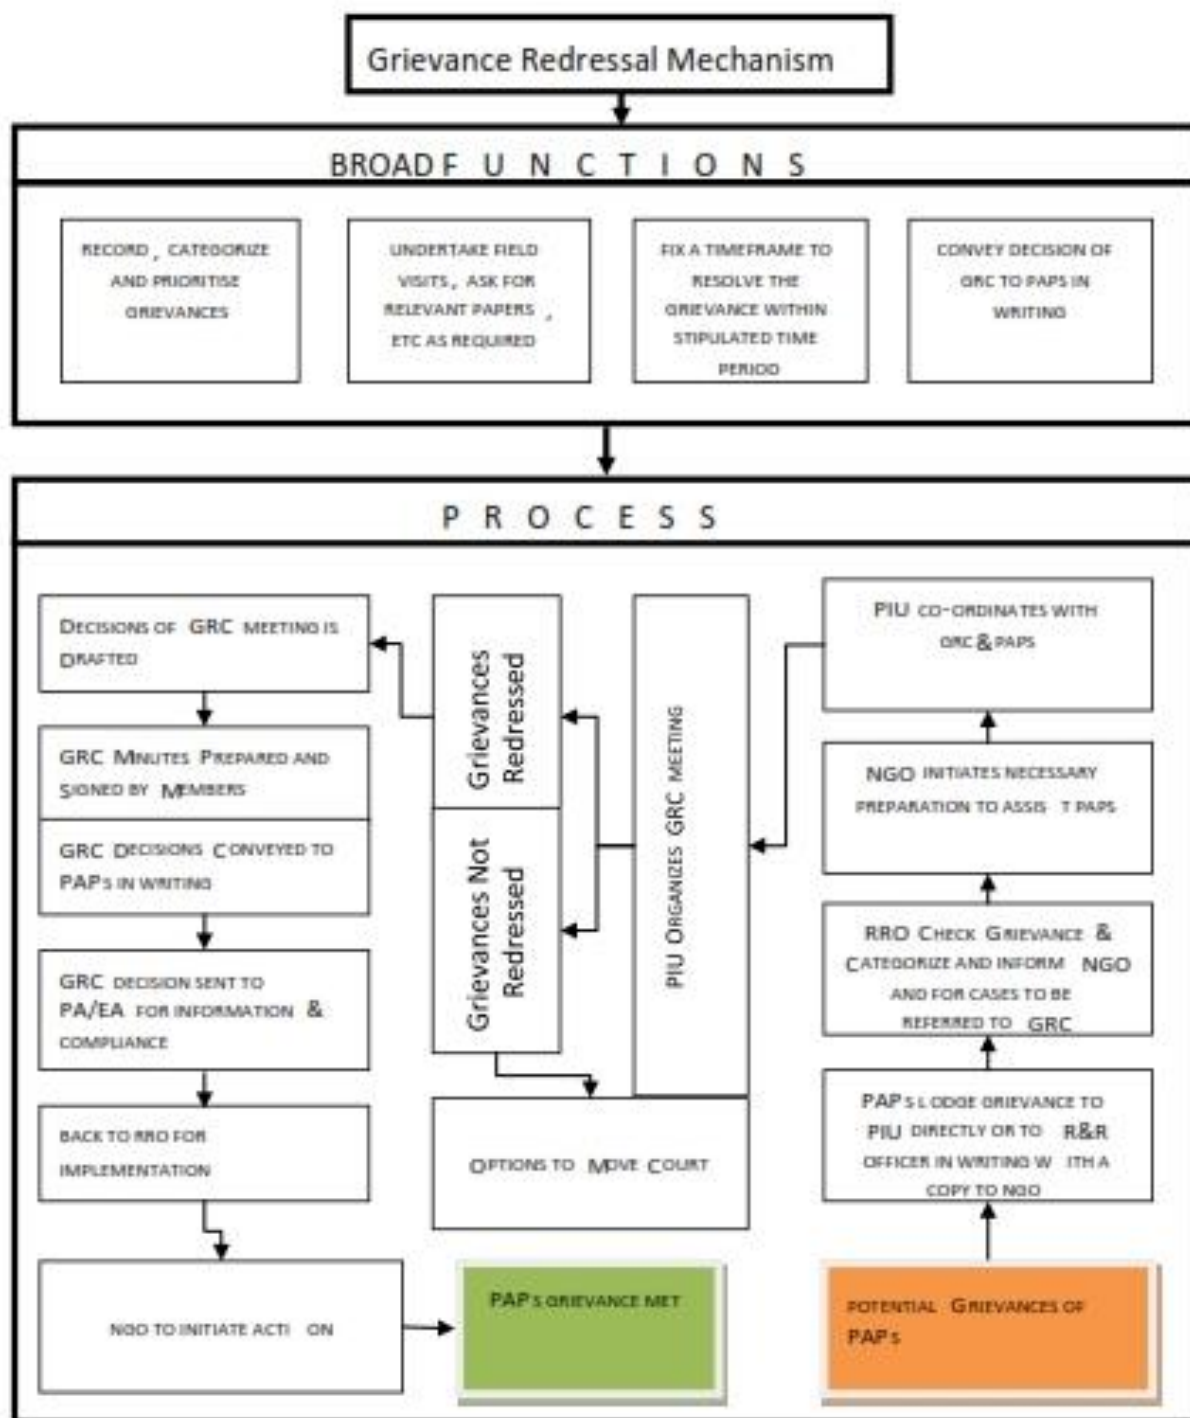 Grievance Redressal Mechanism
BROAD F U N C T I O N S
RECORD , CATEGORIZE
AND PRIORITISE
GRIEVANCES
UNDERTAKE FIELD
VISITS , ASK FOR
RELEVANT PAPERS ,
ETC AS REQUIRED
FIX A TIMEFRAME TO
RESOLVE THE
GRIEVANCE WITHIN
STIPULATED TIME
PERIOD
CONVEY DECISION OF
GRC TO PAPS IN
WRITING
P R O C E S S
DECISIONS OF GRC MEETING IS
DRAFTED
GRC MINUTES PREPARED AND
SIGNED BY MEMBERS
GRC DECISIONS CONVEYED TO
PAPS IN WRITING
GRC DECISION SENT TO
PA/EA FOR INFORMATION &
COMPLIANCE
BACK TO RRO FOR
IMPLEMENTATION
NGO TO INITIATE ACTI ON
Grievances
Redressed
Grievances Not
Redressed
PIU ORGANIZES GRC MEETING
OPTIONS TO MOVE COURT
PAPS GRIEVANCE MET
PIU CO-ORDINATES WITH
GRC & PAPS
NGO INITIATES NECESSARY
PREPARATION TO ASSIS T PAPS
RRO CHECK GRIEVANCE &
CATEGORIZE AND INFORM NGO
AND FOR CASES TO BE
REFERRED TO GRC
PAPS L ODGE GRIEVANCE TO
PIU DIRECTLY OR TO R&R
OFFICER IN WRITING W ITH A
COPY TO NGO
POTENTIAL GRIEVANCES OF
PAPS